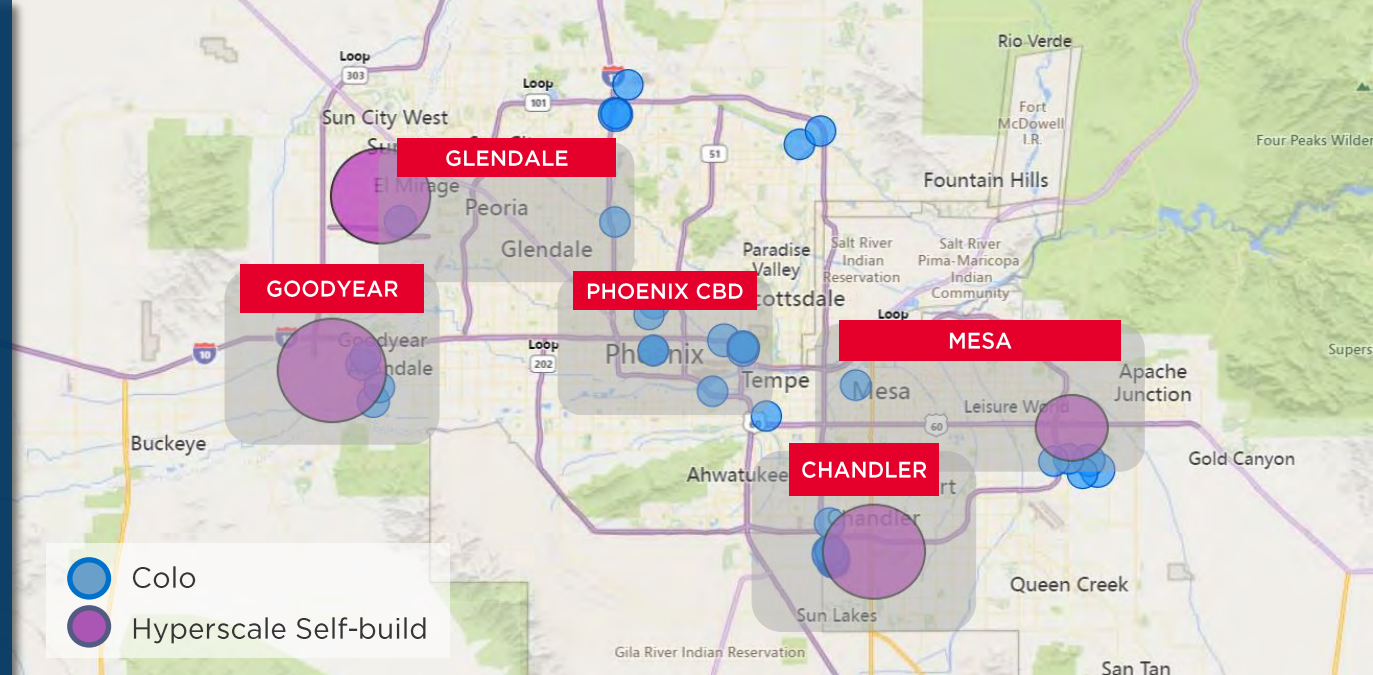 Rio Verde
Loop
303
Loop
101
Fort
McDowell
I.R.
Sun City West
Four Peaks Wilder
51
GLENDALE
El Mirage
Fountain Hills
Peoria
Glendale
Paradise
Valley
Salt River
Indian
Reservation
Salt River
Pima-Maricopa
Indian
Community
GOODYEAR
PHOENIX CBD
cottsdale
Loop
MESA
Goodyear
10
Loop
202
Phoenix
Supers
ndale
Tempe
Mesa
Apache
Junction
Leisure World
60
60
Buckeye
Gold Canyon
Ahwatukee
CHANDLER
rt
Chandler
Colo
Hyperscale Self-build
Queen Creek
Sun Lakes
Gila River Indian Reservation
San Tan